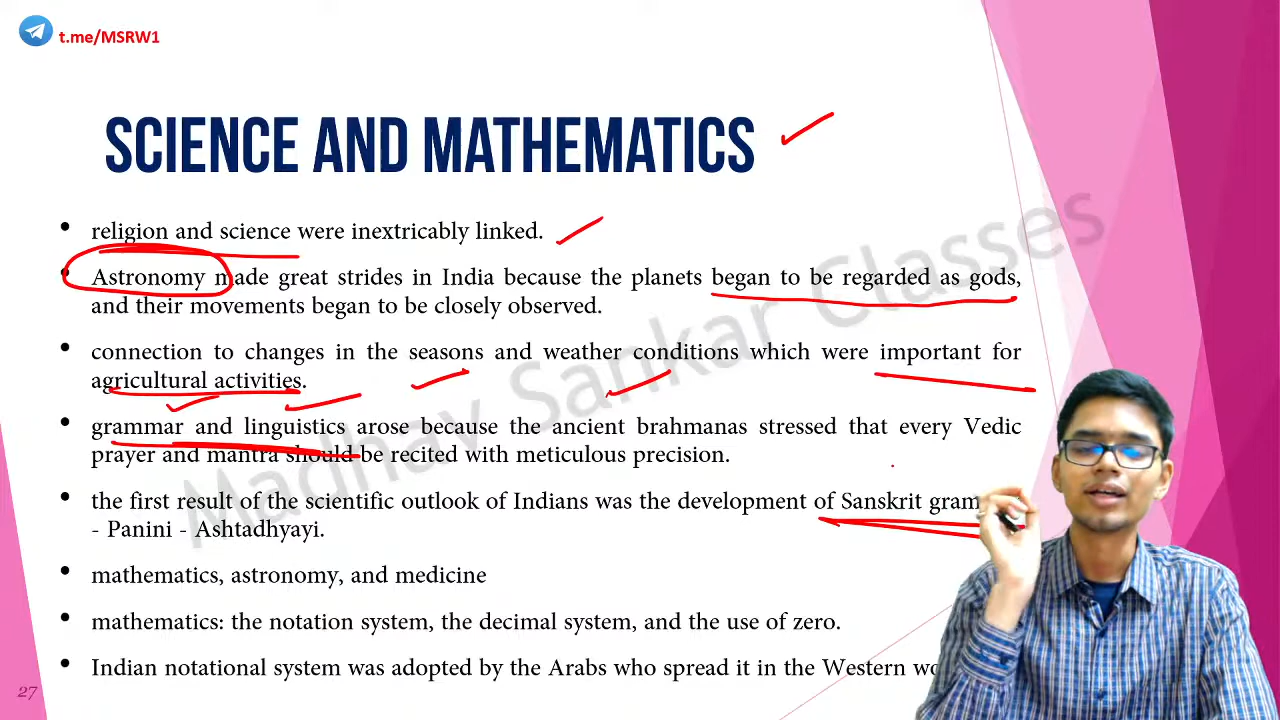 t.me/MSRW1
SCIENCE AND MATHEMATICS
• religion and science were inextricably linked.
• Astronomy made great strides in India because the planets began to be regarded as gods,
and their movements began to be closely observed.
• connection to changes in the seasons and weather conditions which were important for
agricultural activities.
• grammar and linguistics arose because the ancient brahmanas stressed that every Vedic
prayer and mantra should be recited with meticulous precision.
• the first result of the scientific outlook of Indians was the development of Sanskrit gram
- Panini - Ashtadhyayi.
• mathematics, astronomy, and medicine
• mathematics: the notation system, the decimal system, and the use of zero.
• Indian notational system was adopted by the Arabs who spread it in the Western wo
27
Madhav Sankar Classes